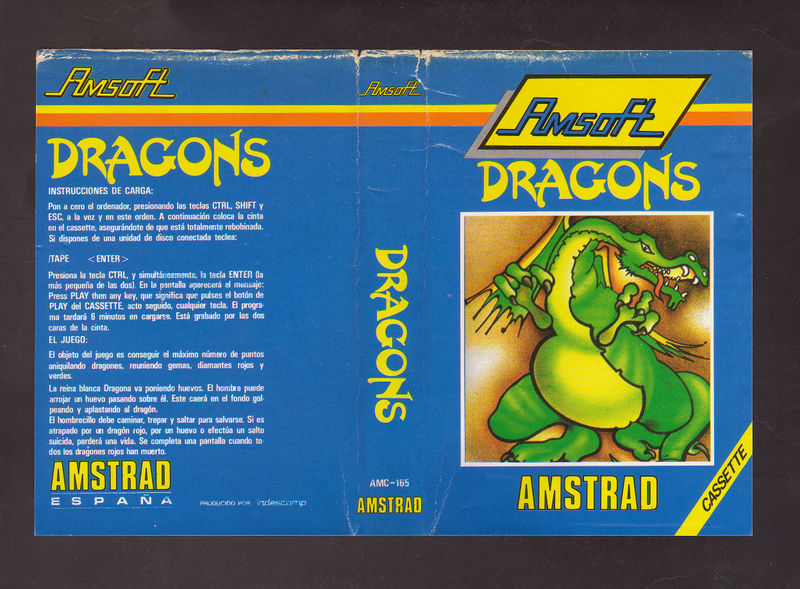 Amsoft
DRAGONS
INSTRUCCIONES DE CARGA:
Pon a cero el ordenador, presionando las teclas CTRL, SHIFT y
ESC, a la vez y en este orden. A continuación coloca la cinta
en el cassette, asegurándote de que está totalmente rebobinada.
Si dispones de una unidad de disco conectada teclea:
/TAPE <ENTER>
Presiona la tecla CTRL, y simultáneamente, la tecla ENTER (la
más pequeña de las dos). En la pantalla aparecerá el mensaje:
Press PLAY then any key, que significa que pulses el botón de
PLAY del CASSETTE, acto seguido, cualquier tecla. El progra-
ma tardará 6 minutos en cargarse. Está grabado por las dos
caras de la cinta.
EL JUEGO:
El objeto del juego es conseguir el máximo número de puntos
aniquilando dragones, reuniendo gemas, diamantes rojos y
verdes.
La reina blanca Dragona va poniendo huevos. El hombre puede
arrojar un huevo pasando sobre él. Este caerá en el fondo gol-
peando y aplastando al dragón.
El hombrecillo debe caminar, trepar y saltar para salvarse. Si es
atrapado por un dragón rojo, por un huevo o efectúa un salto
suicida, perderá una vida. Se completa una pantalla cuando to-
dos los dragones rojos han muerto.
AMSTRAD
ESPAÑA
PRODUCIDO POR indescomp
Amsoft
DRAGONS
AMC-165
AMSTRAD
Amsoft
DRAGONS
AMSTRAD
CASSETTE